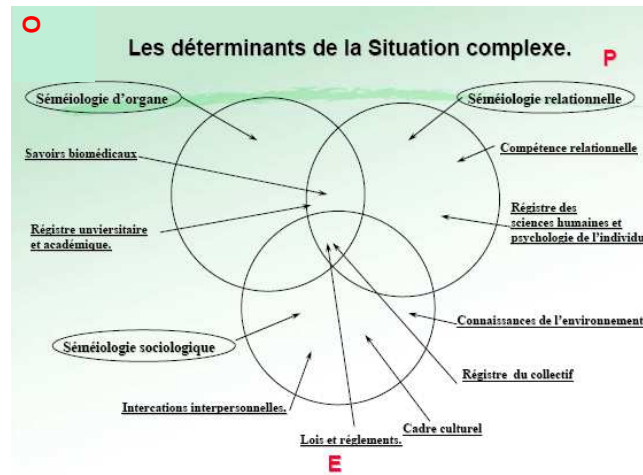 O
Les déterminants de la Situation complexe.
P
Séméiologie d'organe
Séméiologie relationnelle
Savoirs biomédicaux
Compétence relationnelle
Régistre unviersitaire
et académique.
Régistre des
sciences humaines et
psychologie de l'individu
Séméiologie sociologique
Connaissances de l'environnement
Régistre du collectif
Intercations interpersonnelles.
Cadre culturel
Lois et réglements.
E